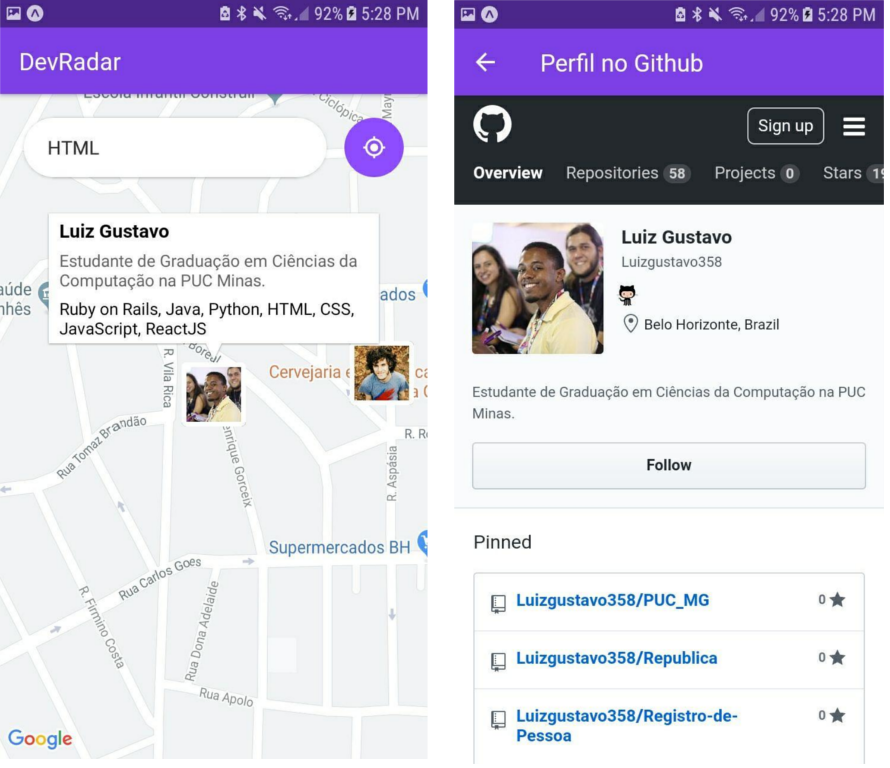 92% 5:28 PM
DevRadar
Escola Infantil Construir
Ciclópica
HTML
Luiz Gustavo
Estudante de Graduação em Ciências da
Computação na PUC Minas.
Ruby on Rails, Java, Python, HTML, CSS,
JavaScript, ReactJS
aúde
nhês
ados
R. Vila Rica
Boreal
Cervejaria e
ca
Rua Tomaz Brandão
enrique Gorceix
R. Aspásia
Supermercados BH
Rua Carlos Goes
R. Firmino Costa
Rua Dona Adelaide
Rua Apolo
Google
92% 5:28 PM
Perfil no Github
Sign up
Overview Repositories 58 Projects 0 Stars 19
Luiz Gustavo
Luizgustavo358
Belo Horizonte, Brazil
Estudante de Graduação em Ciências da Computação na PUC
Minas.
Follow
Pinned
Luizgustavo358/PUC_MG 0
Luizgustavo358/Republica 0
Luizgustavo358/Registro-de-
Pessoa 0